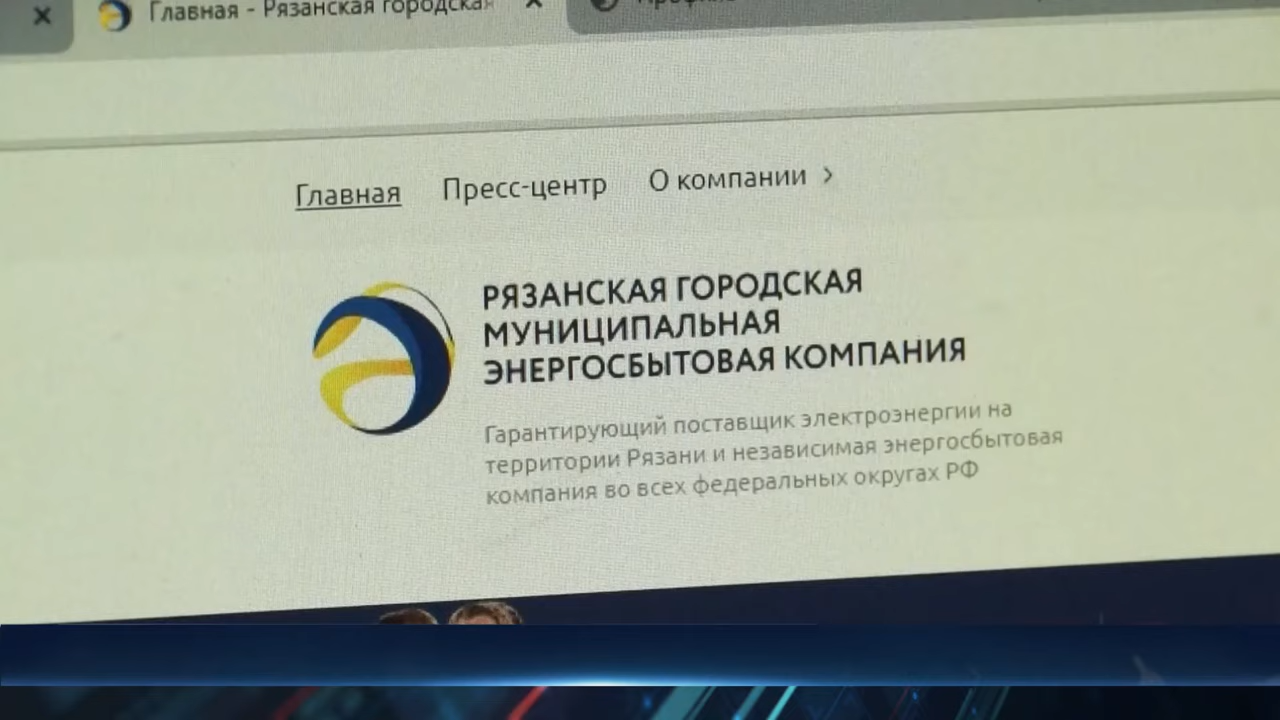 Главная - Рязанская городская
Главная Пресс-центр О компании
РЯЗАНСКАЯ ГОРОДСКАЯ
МУНИЦИПАЛЬНАЯ
ЭНЕРГОСБЫТОВАЯ КОМПАНИЯ
Гарантирующий поставщик электроэнергии на
территории Рязани и независимая энергосбытовая
компания во всех федеральных округах РФ